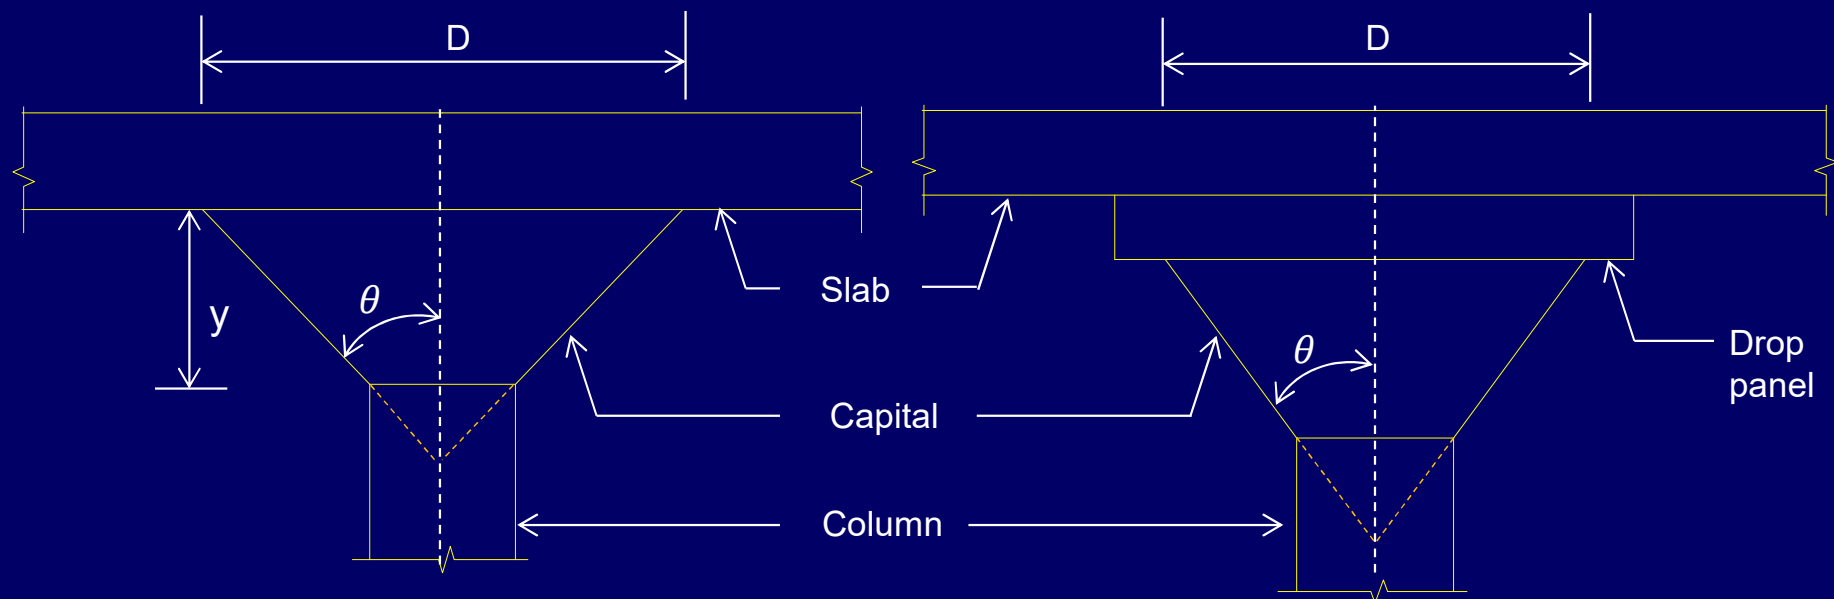 D
D
θ
y
Slab
θ
Drop
panel
Capital
Column